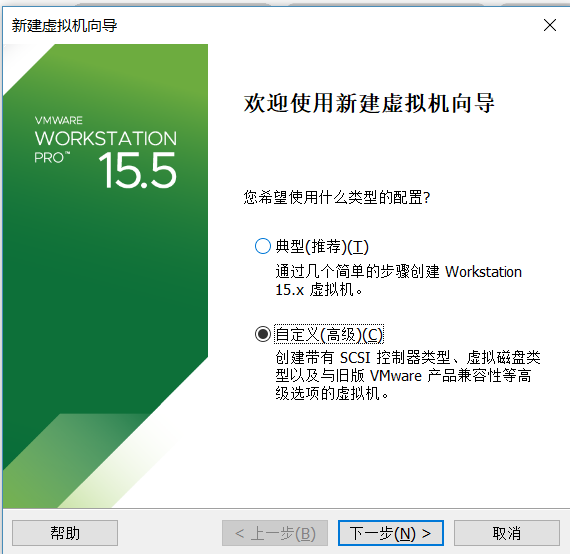 新建虚拟机向导
VMWARE
WORKSTATION
PRO™
15.5
欢迎使用新建虚拟机向导
您希望使用什么类型的配置?
典型(推荐)(T)
通过几个简单的步骤创建 Workstation
15.x 虚拟机。
自定义(高级)(C)
创建带有 SCSI 控制器类型、虚拟磁盘类
型以及与旧版 VMware 产品兼容性等高
级选项的虚拟机。
帮助
< 上一步(B)
下一步(N) >
取消